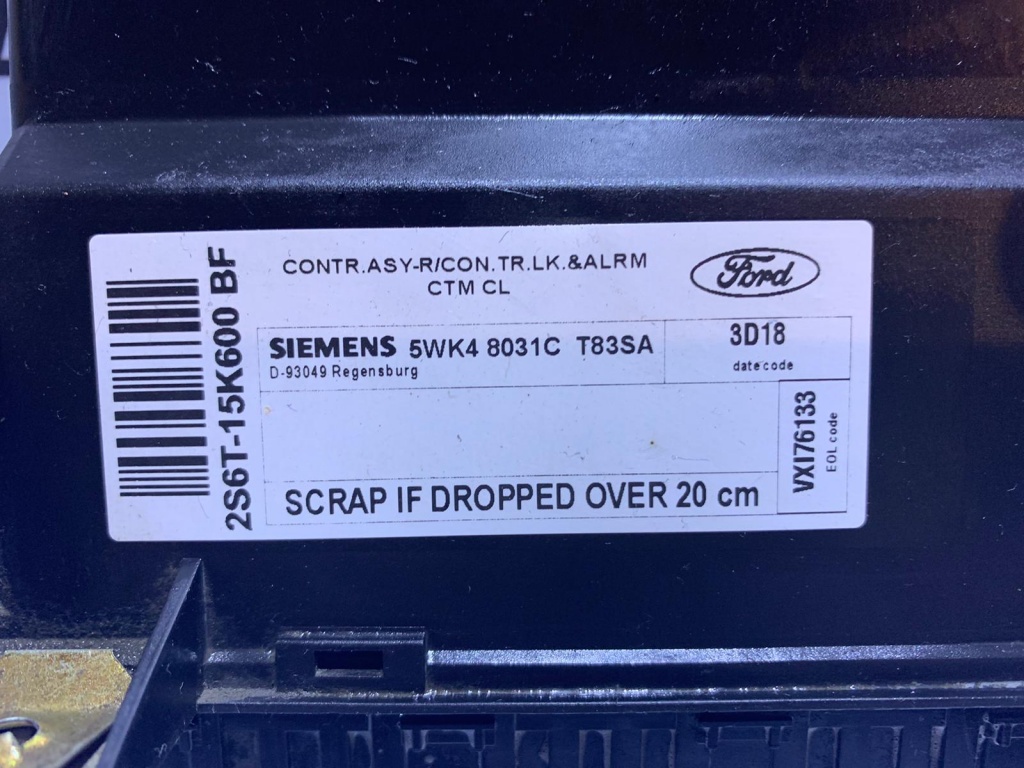 CONTR.ASY-R/CON.TR.LK.&ALRM
CTM CL
Ford
2S6T-15K600 BF
SIEMENS 5WK4 8031C T83SA
D-93049 Regensburg
3D18
date code
VXI76133
EOL code
SCRAP IF DROPPED OVER 20 cm